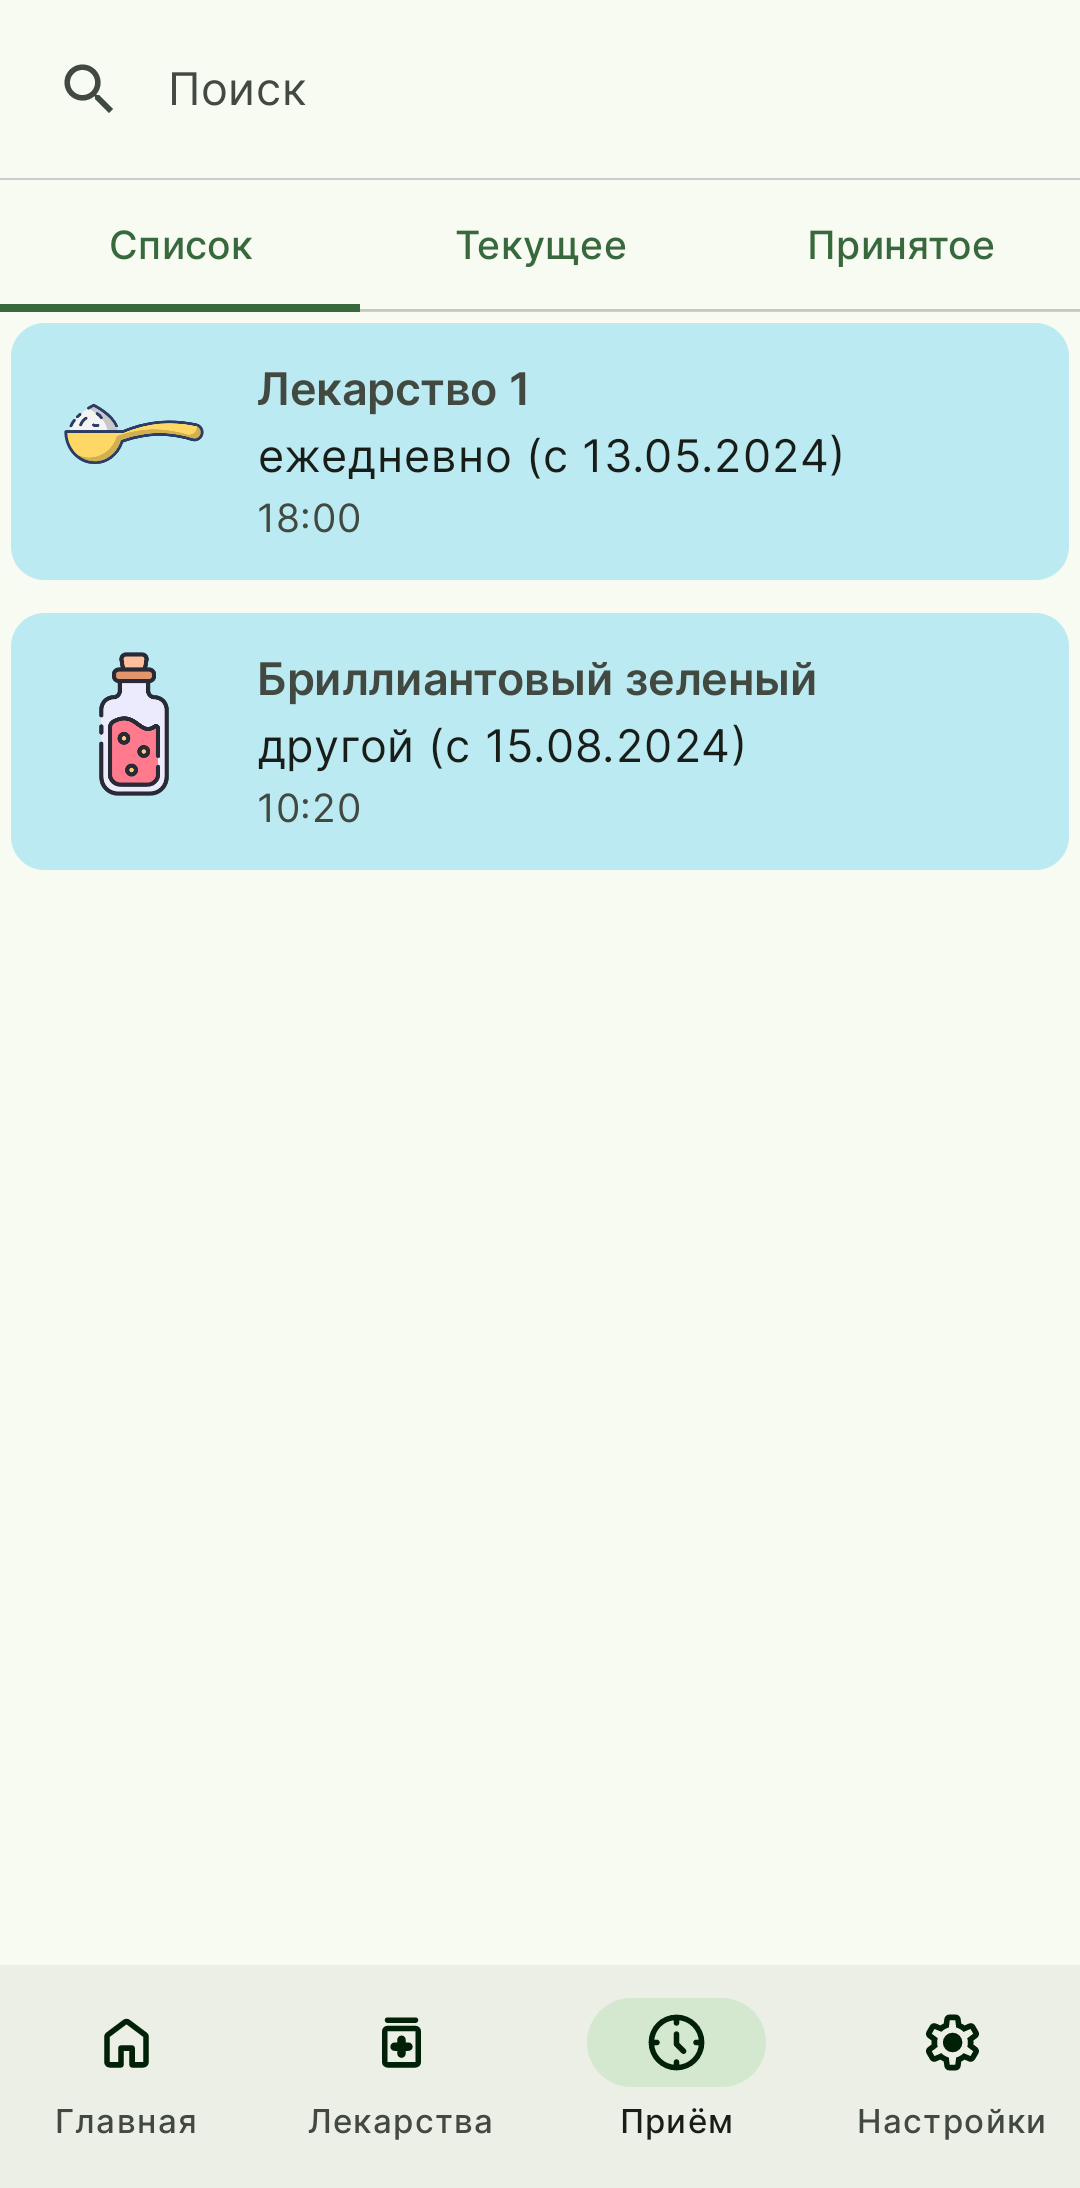 Поиск
Список
Текущее
Принятое
Лекарство 1
ежедневно (с 13.05.2024)
18:00
Бриллиантовый зеленый
другой (с 15.08.2024)
10:20
Главная
Лекарства
Приём
Настройки